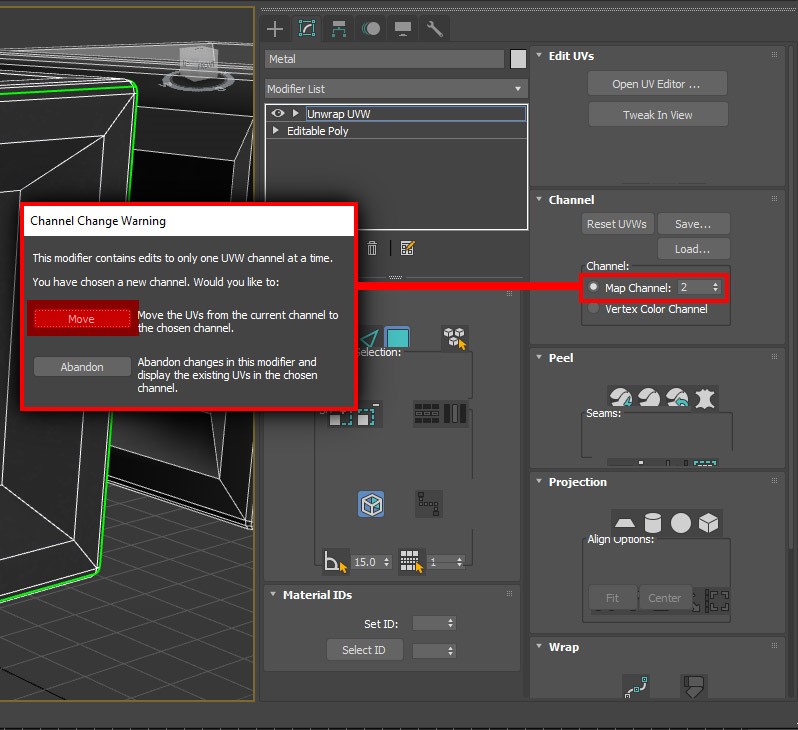 Metal
Modifier List
Unwrap UVW
Editable Poly
Channel Change Warning
This modifier contains edits to only one UVW channel at a time.
You have chosen a new channel. Would you like to:
Move
Move the UVs from the current channel to
the chosen channel.
Abandon
Abandon changes in this modifier and
display the existing UVs in the chosen
channel.
Selection:
15.0
1
Material IDs
Set ID:
Select ID
Edit UVs
Open UV Editor ...
Tweak In View
Channel
Reset UVWs
Save...
Load...
Channel:
Map Channel:
2
Vertex Color Channel
Peel
Seams:
Projection
Align Options:
Fit
Center
Wrap